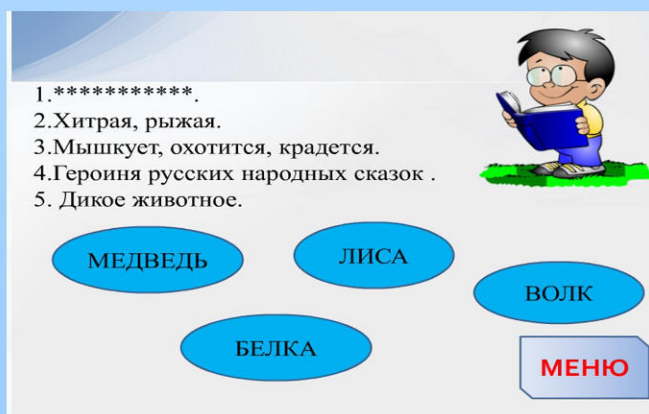 1.***********.
2.Хитрая, рыжая.
3.Мышкует, охотится, крадется.
4.Героиня русских народных сказок .
5. Дикое животное.
МЕДВЕДЬ
ЛИСА
ВОЛК
БЕЛКА
МЕНЮ